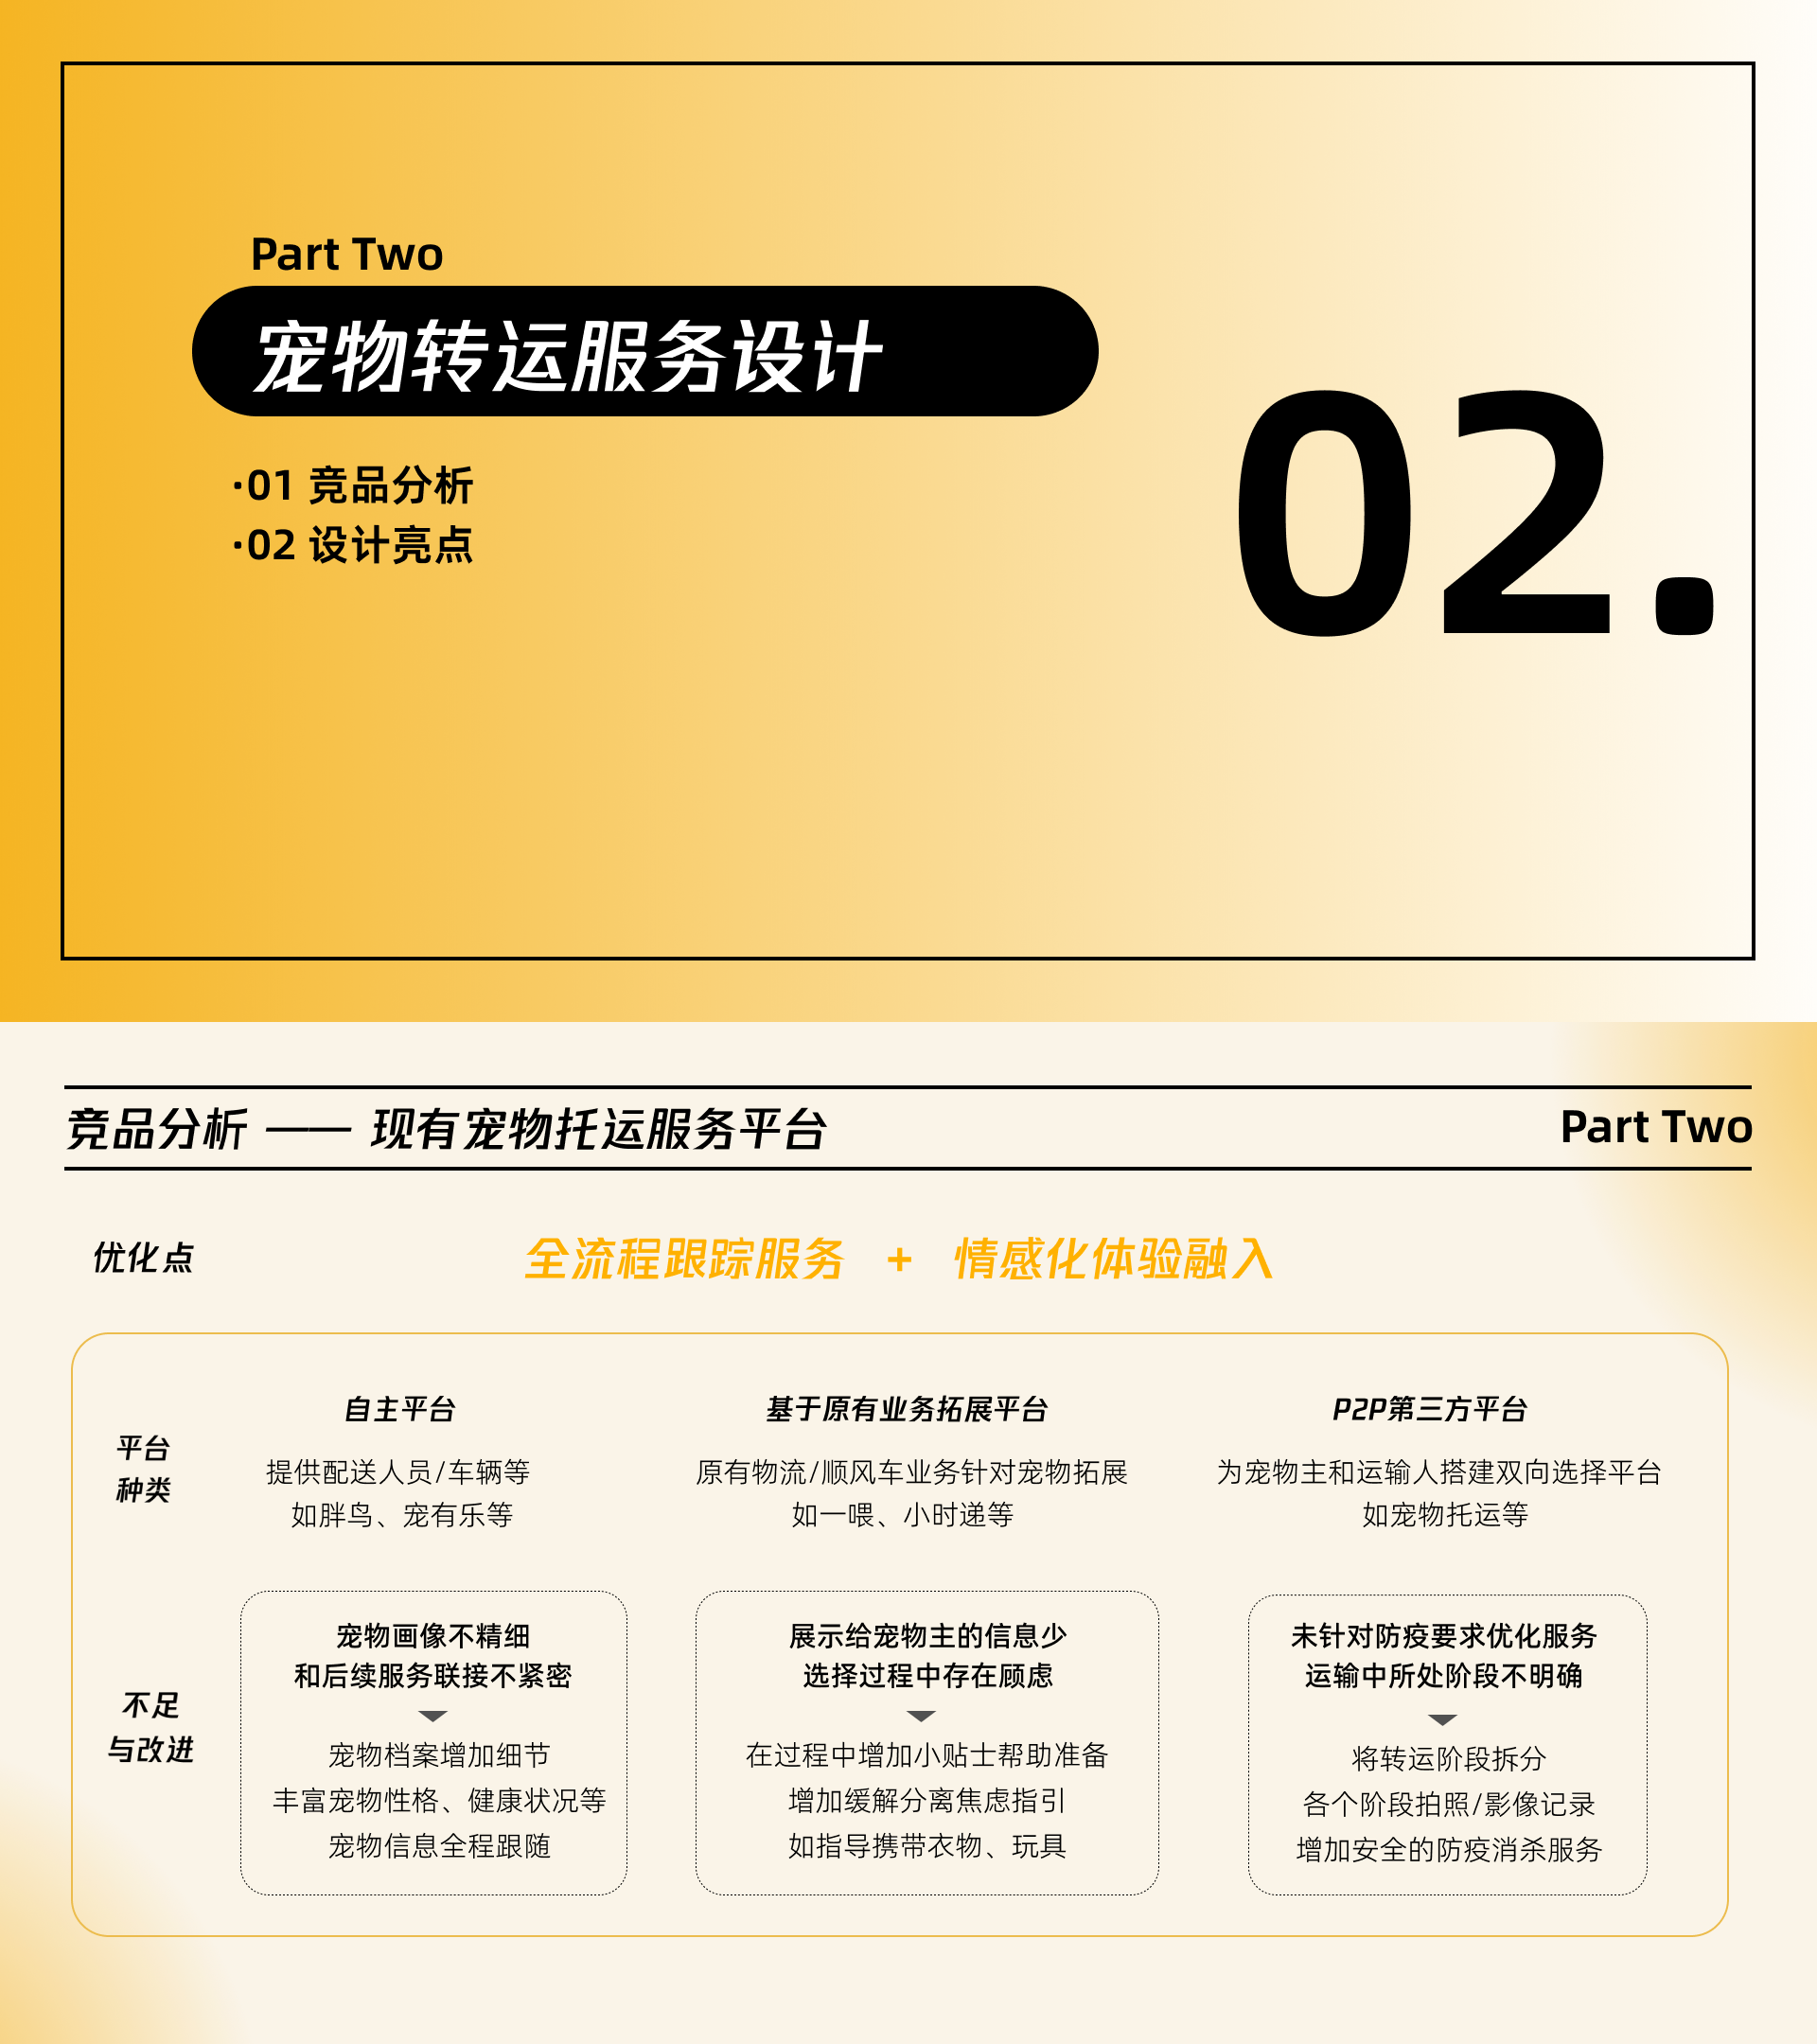 Part Two
宠物转运服务设计
·01 竞品分析
·02 设计亮点
02.
竞品分析 —— 现有宠物托运服务平台
Part Two
优化点
全流程跟踪服务 + 情感化体验融入
平台
种类
自主平台
提供配送人员/车辆等
如胖鸟、宠有乐等
基于原有业务拓展平台
原有物流/顺风车业务针对宠物拓展
如一喂、小时递等
P2P第三方平台
为宠物主和运输人搭建双向选择平台
如宠物托运等
不足
与改进
宠物画像不精细
和后续服务联接不紧密
宠物档案增加细节
丰富宠物性格、健康状况等
宠物信息全程跟随
展示给宠物主的信息少
选择过程中存在顾虑
在过程中增加小贴士帮助准备
增加缓解分离焦虑指引
如指导携带衣物、玩具
未针对防疫要求优化服务
运输中所处阶段不明确
将转运阶段拆分
各个阶段拍照/影像记录
增加安全的防疫消杀服务